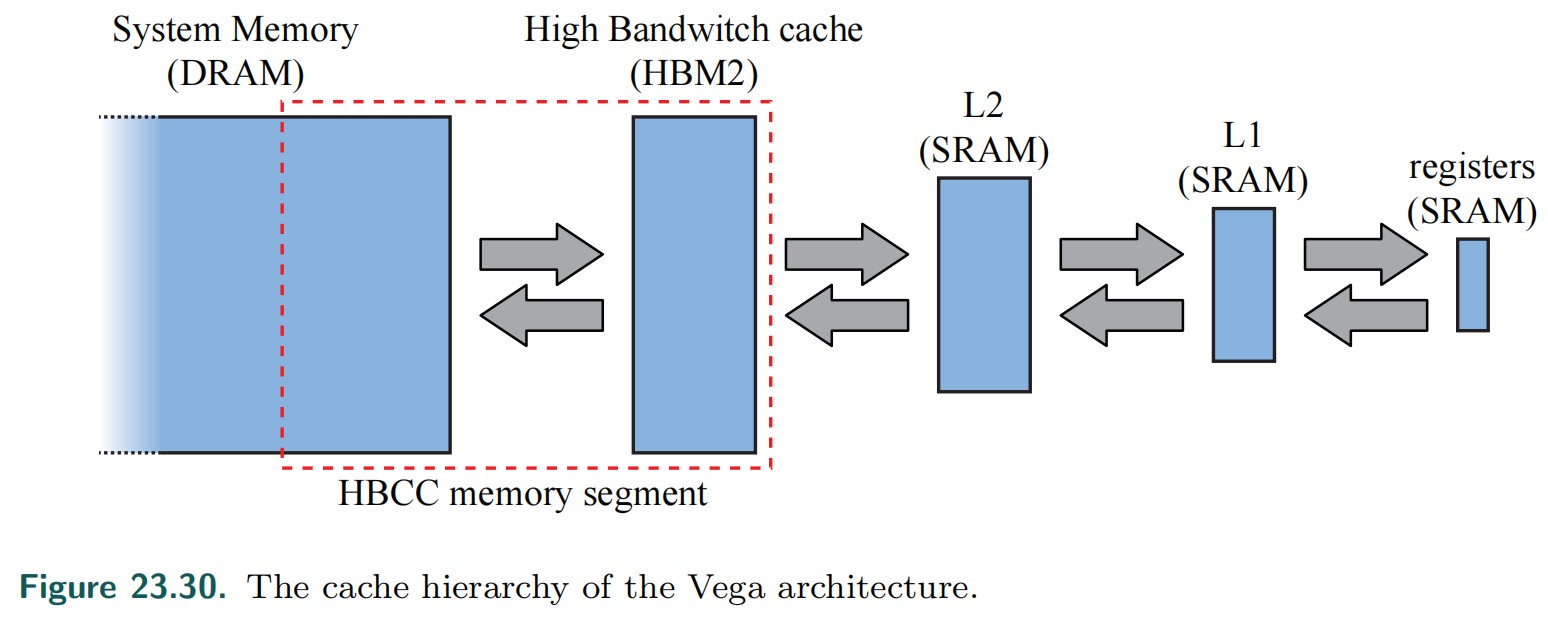 System Memory
(DRAM)
High Bandwitch cache
(HBM2)
L2
(SRAM)
L1
(SRAM)
registers
(SRAM)
HBCC memory segment
Figure 23.30. The cache hierarchy of the Vega architecture.